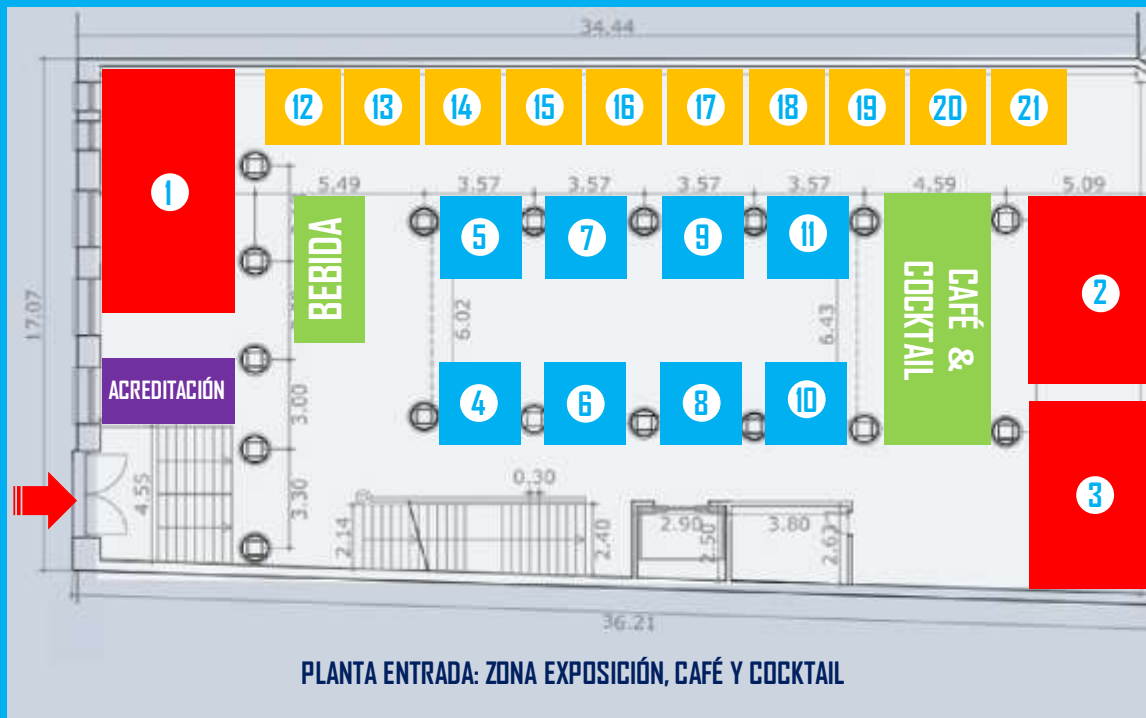 34.44
12 13 14 15 16 17 18 19 20 21
1
5.49 3.57 3.57 3.57 3.57 4.59 5.09
BEBIDA
5 7 9 11
CAFÉ &
COCKTAIL
2
17.07
6.02
6.43
ACREDITACIÓN
3.00
4 6 8 10
4.55
3.30
0.30
3
2.14
2.40
2.90
2.50
3.80
36.21
PLANTA ENTRADA: ZONA EXPOSICIÓN, CAFÉ Y COCKTAIL